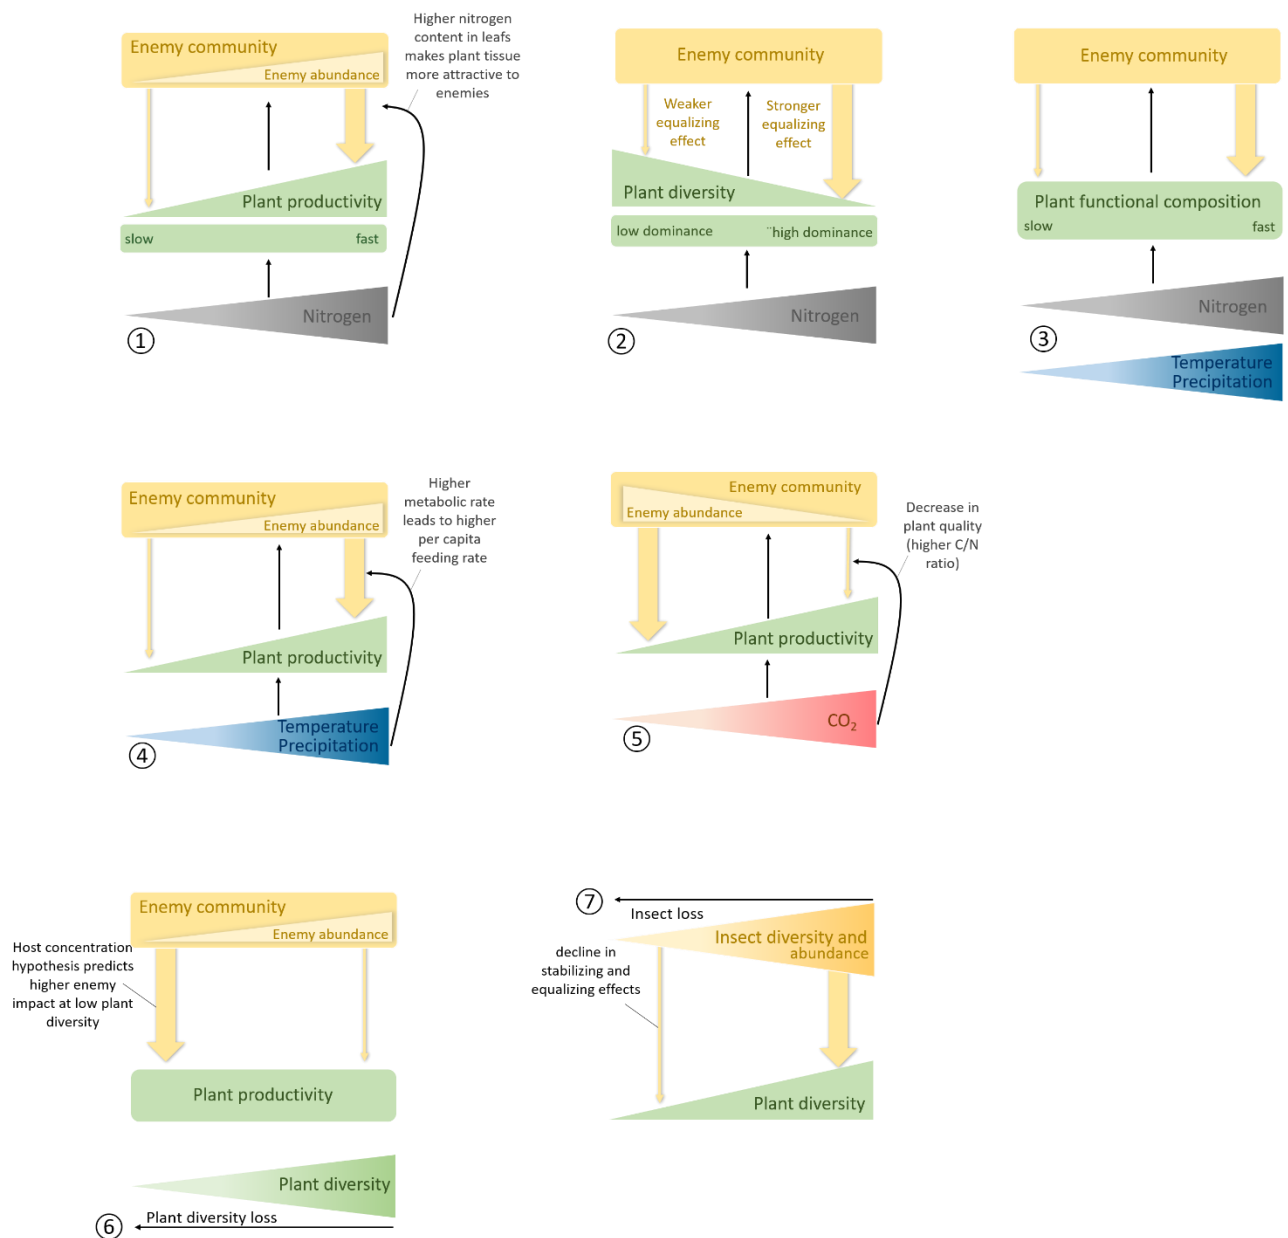 Higher nitrogen
content in leafs
makes plant tissue
more attractive to
enemies
Enemy community
Enemy abundance
Plant productivity
slow
fast
Nitrogen
1
Enemy community
Weaker
equalizing
effect
Stronger
equalizing
effect
Plant diversity
low dominance
¨high dominance
Nitrogen
2
Enemy community
Plant functional composition
slow
fast
Nitrogen
3
Temperature
Precipitation
Enemy community
Enemy abundance
Higher
metabolic rate
leads to higher
per capita
feeding rate
Plant productivity
Temperature
Precipitation
4
Enemy community
Enemy abundance
Decrease in
plant quality
(higher C/N
ratio)
Plant productivity
CO₂
5
Enemy community
Enemy abundance
Host concentration
hypothesis predicts
higher enemy
impact at low plant
diversity
Plant productivity
Plant diversity
Plant diversity loss
6
7
Insect loss
Insect diversity and
abundance
decline in
stabilizing and
equalizing effects
Plant diversity